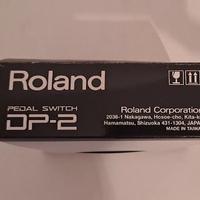 Roland
PEDAL SWITCH
DP-2
Roland Corporation
2036-1 Nakagawa, Hosoe-cho, Kita-k
Hamamatsu, Shizuoka 431-1304, JAPAN
MADE IN TAIWAN